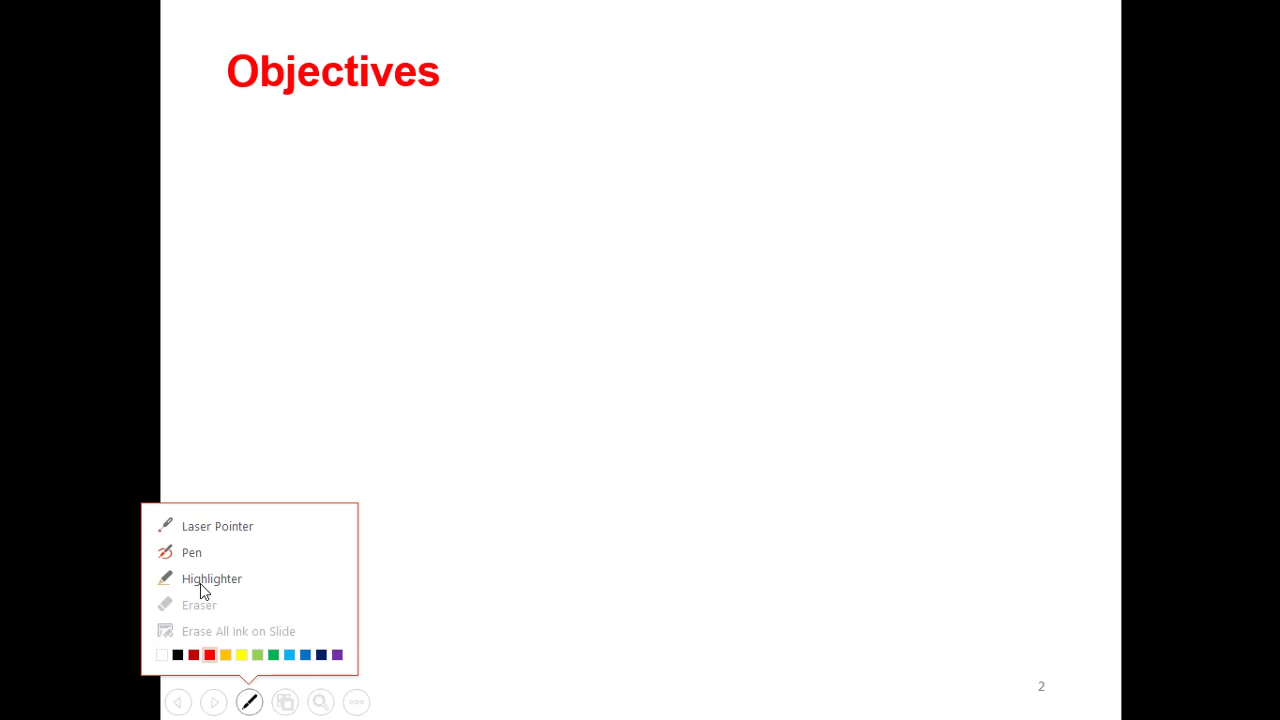 Objectives
Laser Pointer
Pen
Highlighter
Eraser
Erase All Ink on Slide
2